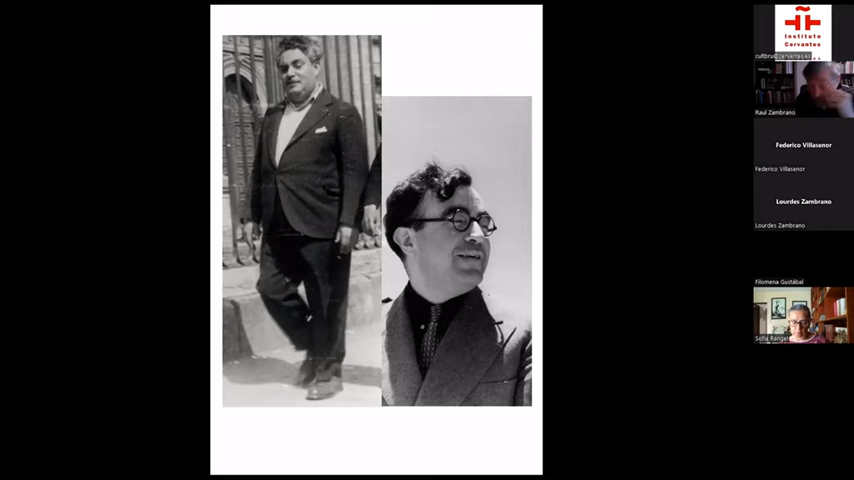 Instituto
Cervantes
Raul Zambrano
Federico Villasenor
Federico Villasenor
Lourdes Zambrano
Lourdes Zambrano
Filomena Gustábal
Sofia Rangel